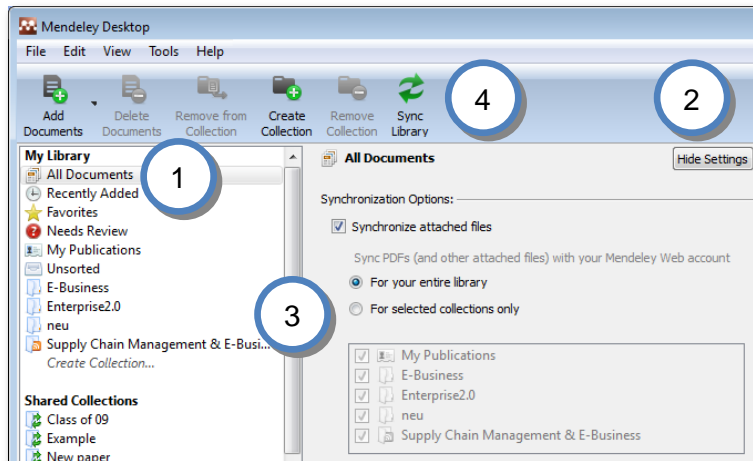 Mendeley Desktop
File Edit View Tools Help
Add Documents
Delete Documents
Remove from Collection
Create Collection
Remove Collection
Sync Library
4
2
My Library
All Documents
1
Recently Added
Favorites
Needs Review
My Publications
Unsorted
E-Business
Enterprise2.0
neu
Supply Chain Management & E-Busi...
Create Collection...
Shared Collections
Class of 09
Example
New paper
3
All Documents
Hide Settings
Synchronization Options:
Synchronize attached files
Sync PDFs (and other attached files) with your Mendeley Web account
For your entire library
For selected collections only
My Publications
E-Business
Enterprise2.0
neu
Supply Chain Management & E-Business